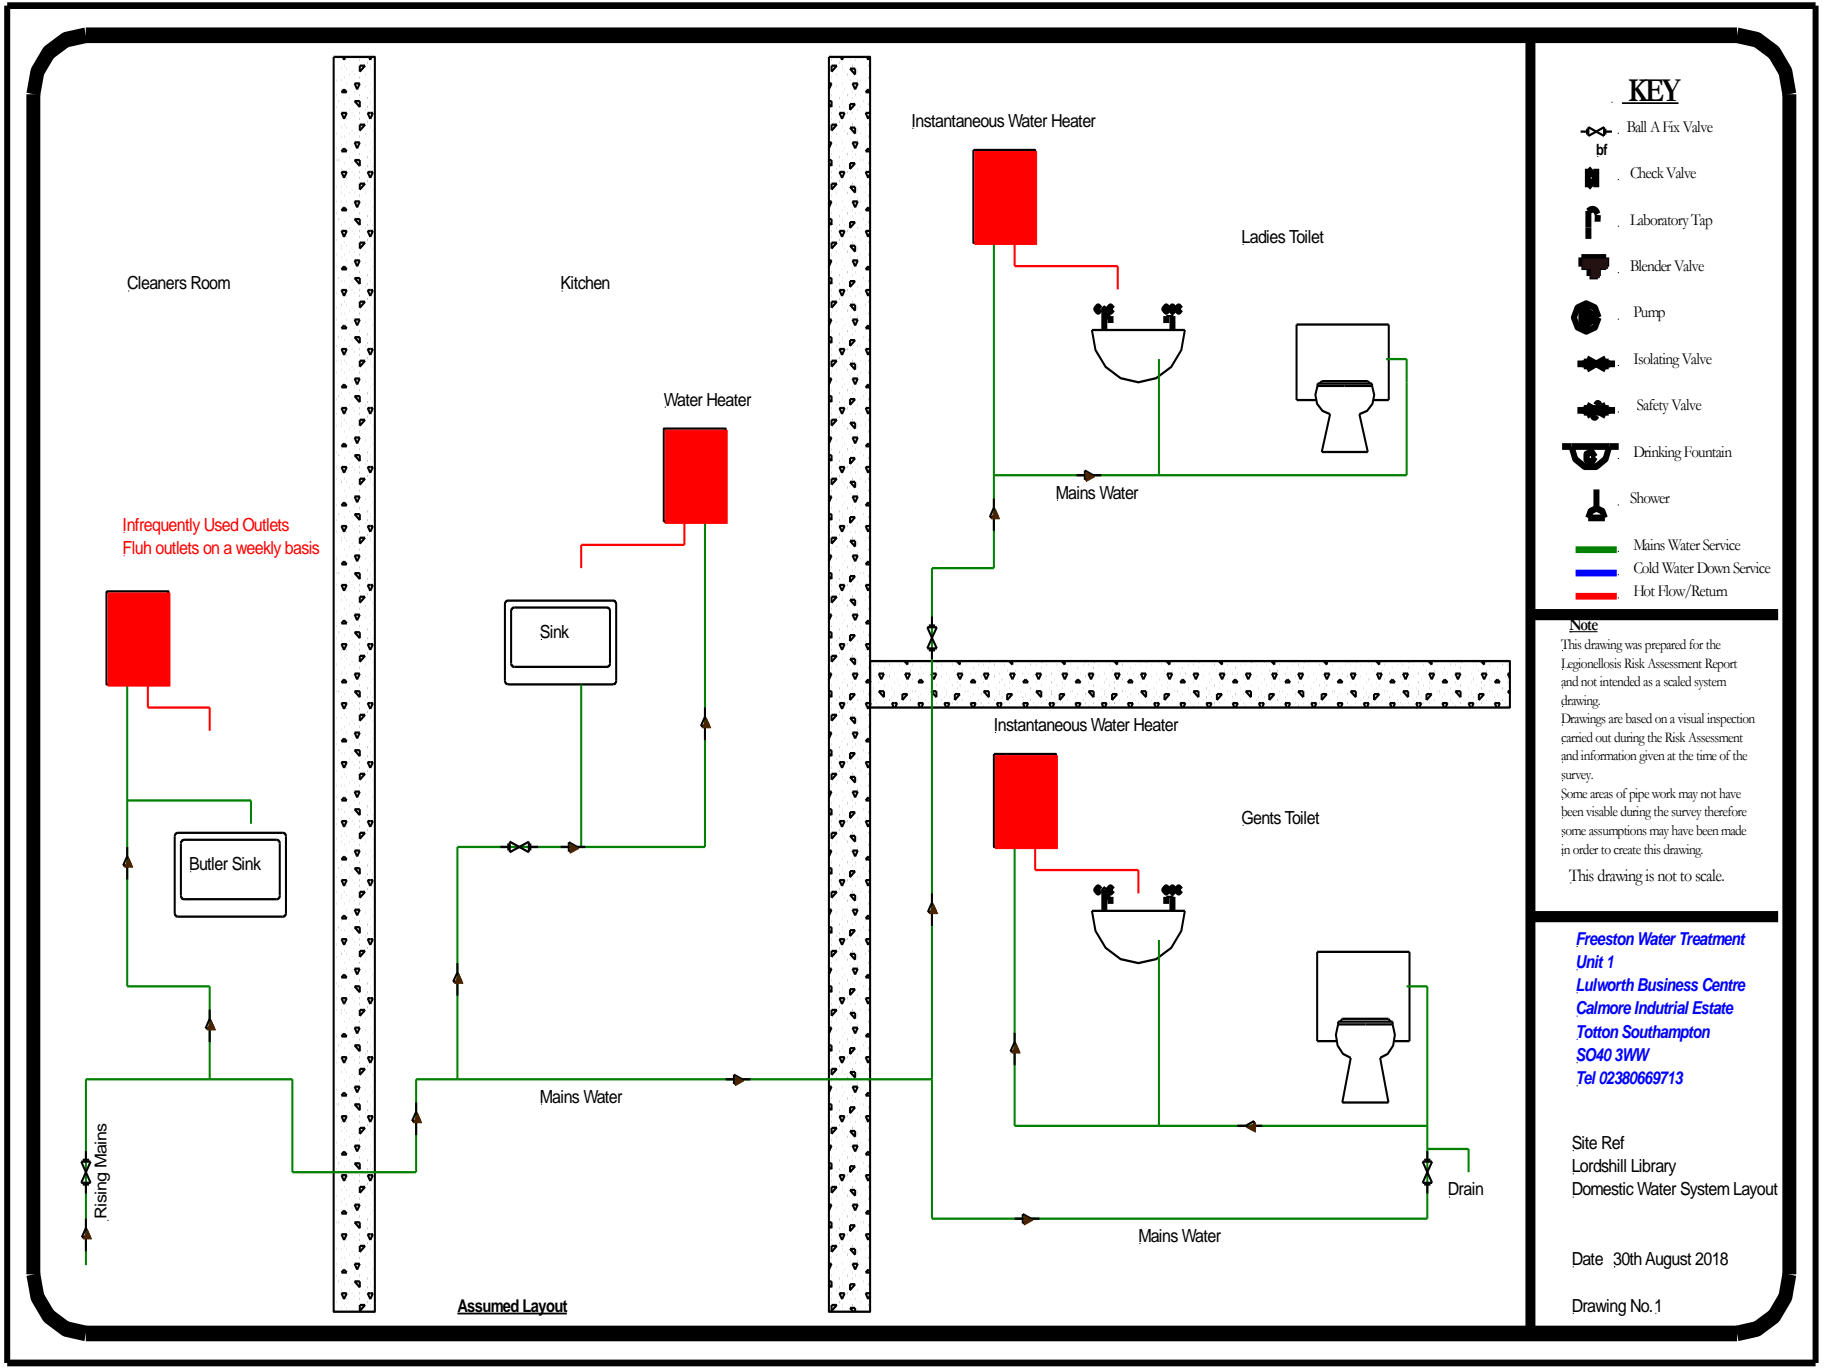 Cleaners Room
Kitchen
Instantaneous Water Heater
Ladies Toilet
Water Heater
Mains Water
Infrequently Used Outlets
Fluh outlets on a weekly basis
Sink
Butler Sink
Instantaneous Water Heater
Gents Toilet
Rising Mains
Mains Water
Mains Water
Drain
Assumed Layout
KEY
Ball A Fix Valve
bf
Check Valve
Laboratory Tap
Blender Valve
Pump
Isolating Valve
Safety Valve
Drinking Fountain
Shower
Mains Water Service
Cold Water Down Service
Hot Flow/Return
Note
This drawing was prepared for the
Legionellosis Risk Assessment Report
and not intended as a scaled system
drawing.
Drawings are based on a visual inspection
carried out during the Risk Assessment
and information given at the time of the
survey.
Some areas of pipe work may not have
been visable during the survey therefore
some assumptions may have been made
in order to create this drawing.
This drawing is not to scale.
Freeston Water Treatment
Unit 1
Lulworth Business Centre
Calmore Indutrial Estate
Totton Southampton
SO40 3WW
Tel 02380669713
Site Ref
Lordshill Library
Domestic Water System Layout
Date 30th August 2018
Drawing No. 1